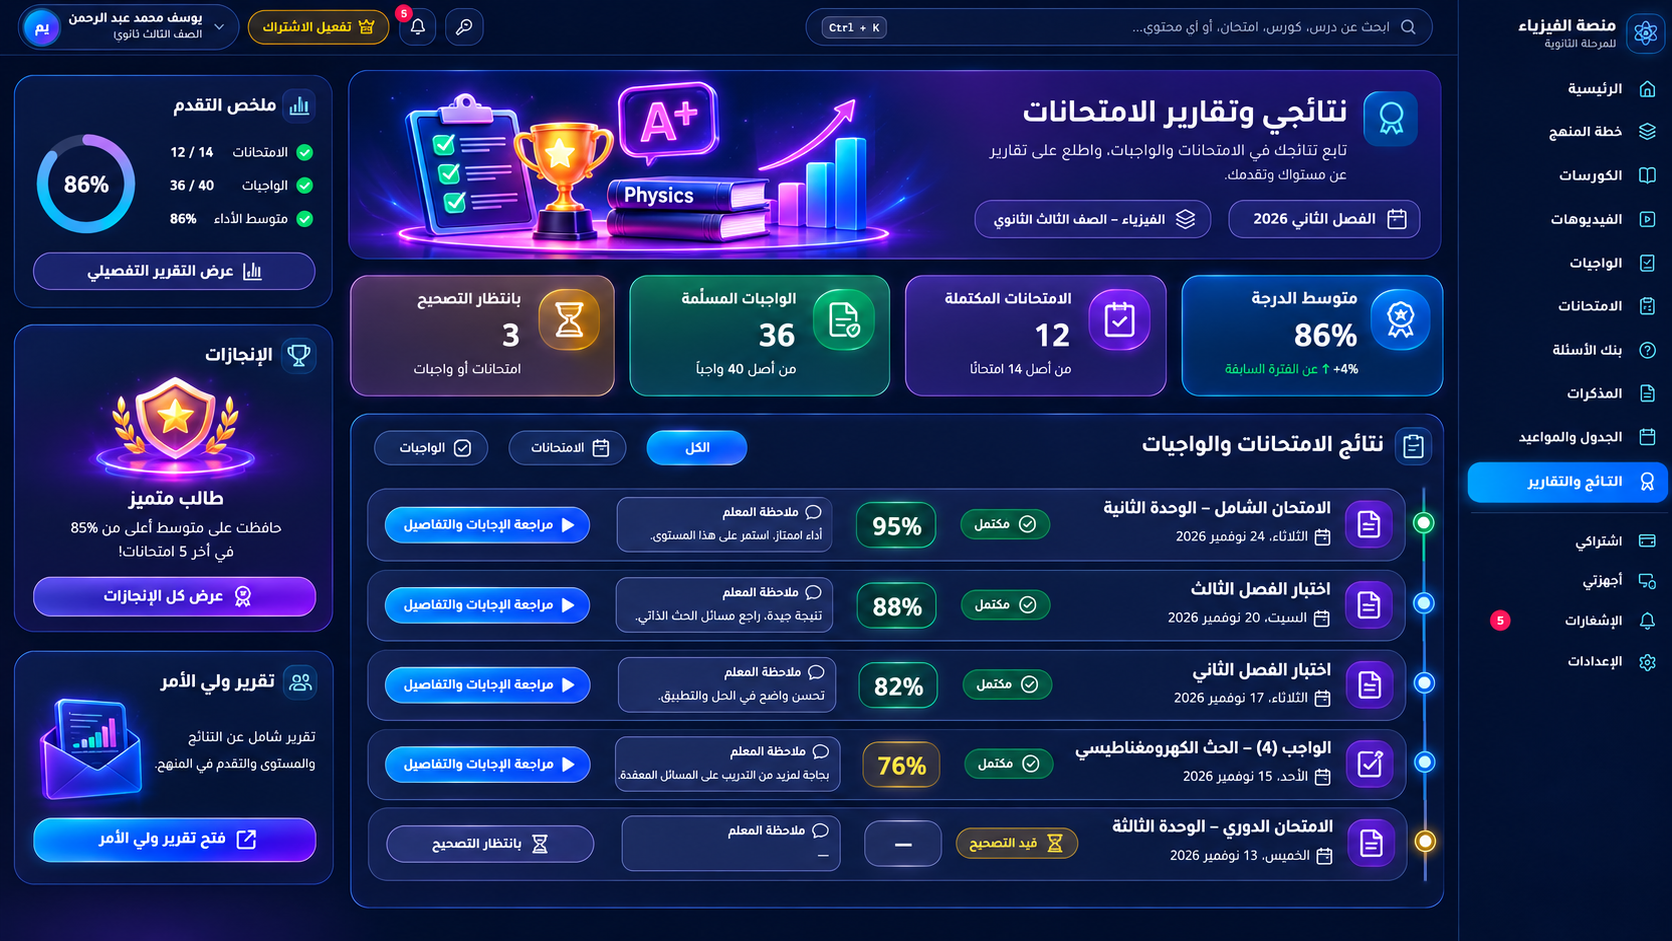 منصة الفيزياء
للمرحلة الثانوية
ابحث عن درس، كورس، امتحان، أو أي محتوى...
Ctrl + K
5
تفعيل الاشتراك
يوسف محمد عبد الرحمن
الصف الثالث ثانوي
يم
الرئيسية
خطة المنهج
الكورسات
الفيديوهات
الواجبات
الامتحانات
بنك الأسئلة
المذكرات
الجدول والمواعيد
النتائج والتقارير
اشتراكي
أجهزتي
الإشعارات
5
الإعدادات
نتائجي وتقارير الامتحانات
تابع نتائجك في الامتحانات والواجبات، واطلع على تقارير
عن مستواك وتقدمك.
الفصل الثاني 2026
الفيزياء – الصف الثالث الثانوي
A+
Physics
متوسط الدرجة
86%
+4% ↑ عن الفترة السابقة
الامتحانات المكتملة
12
من أصل 14 امتحانًا
الواجبات المسلّمة
36
من أصل 40 واجباً
بانتظار التصحيح
3
امتحانات أو واجبات
نتائج الامتحانات والواجبات
الكل
الامتحانات
الواجبات
الامتحان الشامل – الوحدة الثانية
الثلاثاء، 24 نوفمبر 2026
مكتمل
95%
ملاحظة المعلم
أداء اممتاز. استمر على هذا المستوى.
مراجعة الإجابات والتفاصيل
اختبار الفصل الثالث
السبت، 20 نوفمبر 2026
مكتمل
88%
ملاحظة المعلم
نتيجة جيدة، راجع مسائل الحث الذاتي.
مراجعة الإجابات والتفاصيل
اختبار الفصل الثاني
الثلاثاء، 17 نوفمبر 2026
مكتمل
82%
ملاحظة المعلم
تحسن واضح في الحل والتطبيق.
مراجعة الإجابات والتفاصيل
الواجب (4) – الحث الكهرومغناطيسي
الأحد، 15 نوفمبر 2026
مكتمل
76%
ملاحظة المعلم
بحاجة لمزيد من التدريب على المسائل المعقدة.
مراجعة الإجابات والتفاصيل
الامتحان الدوري – الوحدة الثالثة
الخميس، 13 نوفمبر 2026
قيد التصحيح
—
ملاحظة المعلم
—
بانتظار التصحيح
ملخص التقدم
86%
الامتحانات 12 / 14
الواجبات 36 / 40
متوسط الأداء 86%
عرض التقرير التفصيلي
الإنجازات
طالب متميز
حافظت على متوسط أعلى من 85%
في أخر 5 امتحانات!
عرض كل الإنجازات
تقرير ولي الأمر
تقرير شامل عن النتائج
والمستوى والتقدم في المنهج.
فتح تقرير ولي الأمر